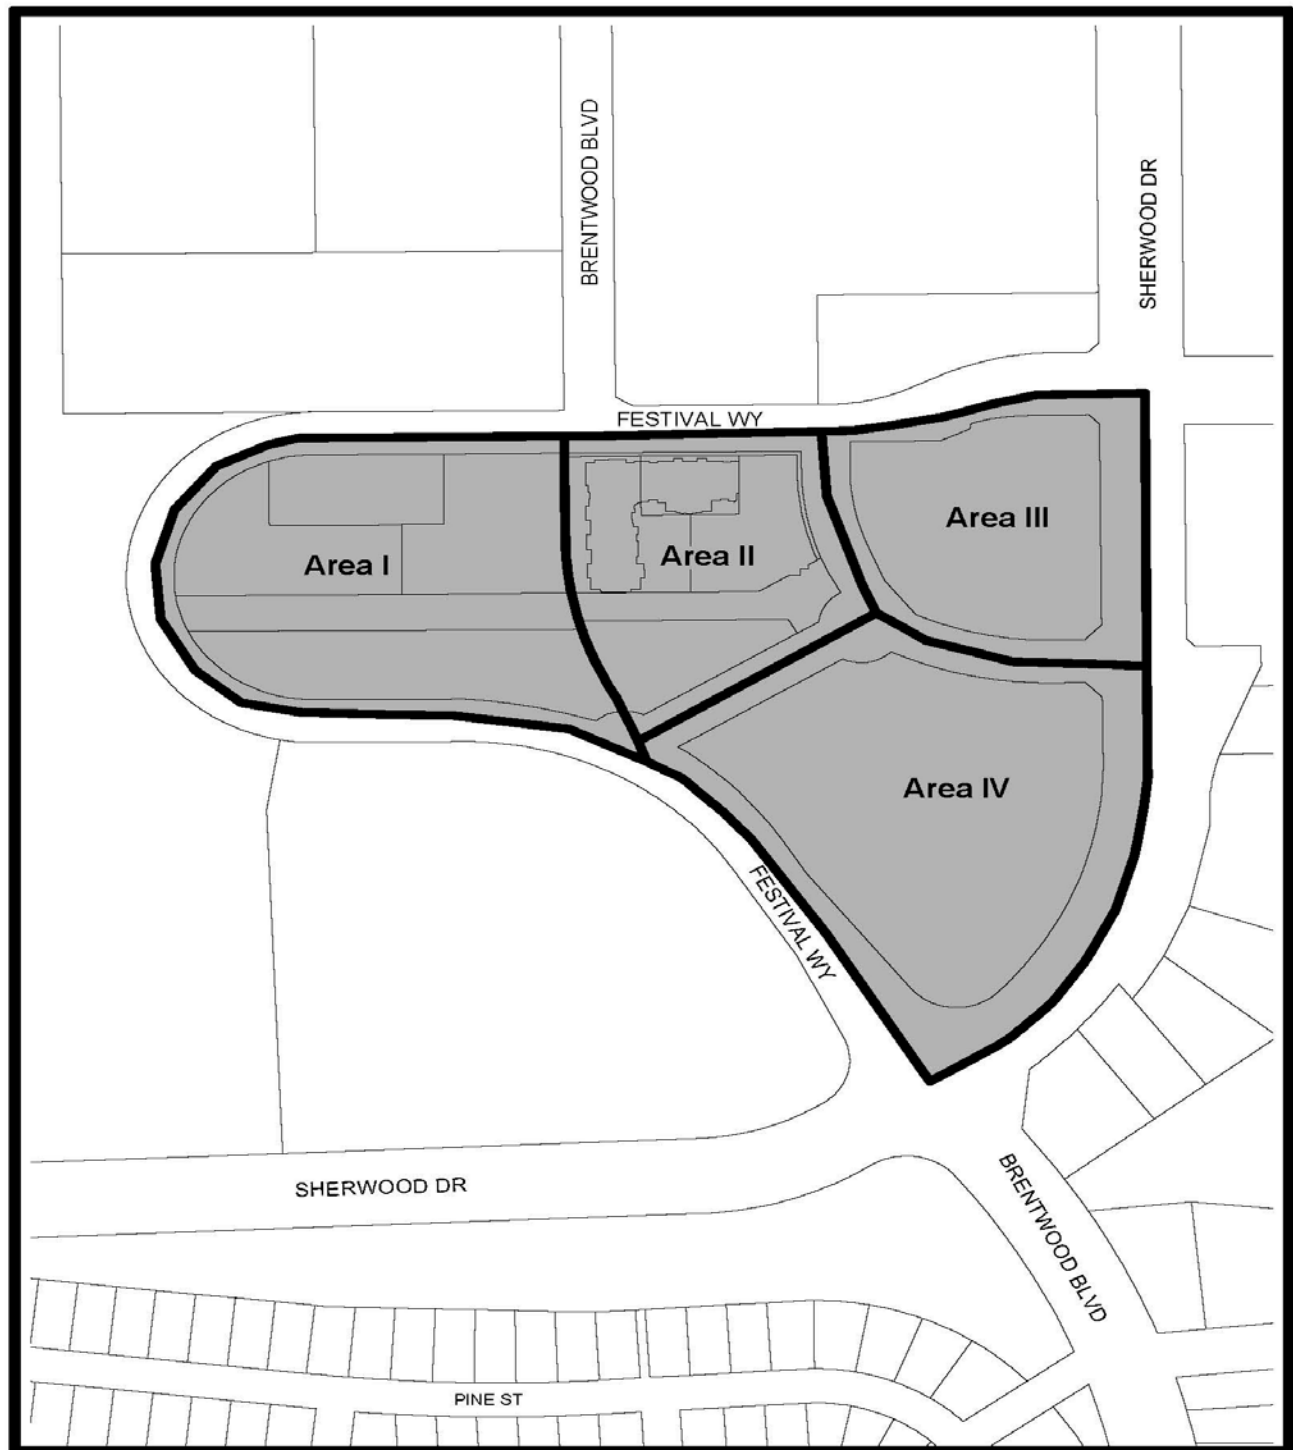 BRENTWOOD BLVD
SHERWOOD DR
FESTIVAL WY
Area III
Area II
Area I
Area IV
FESTIVAL WY
SHERWOOD DR
BRENTWOOD BLVD
PINE ST